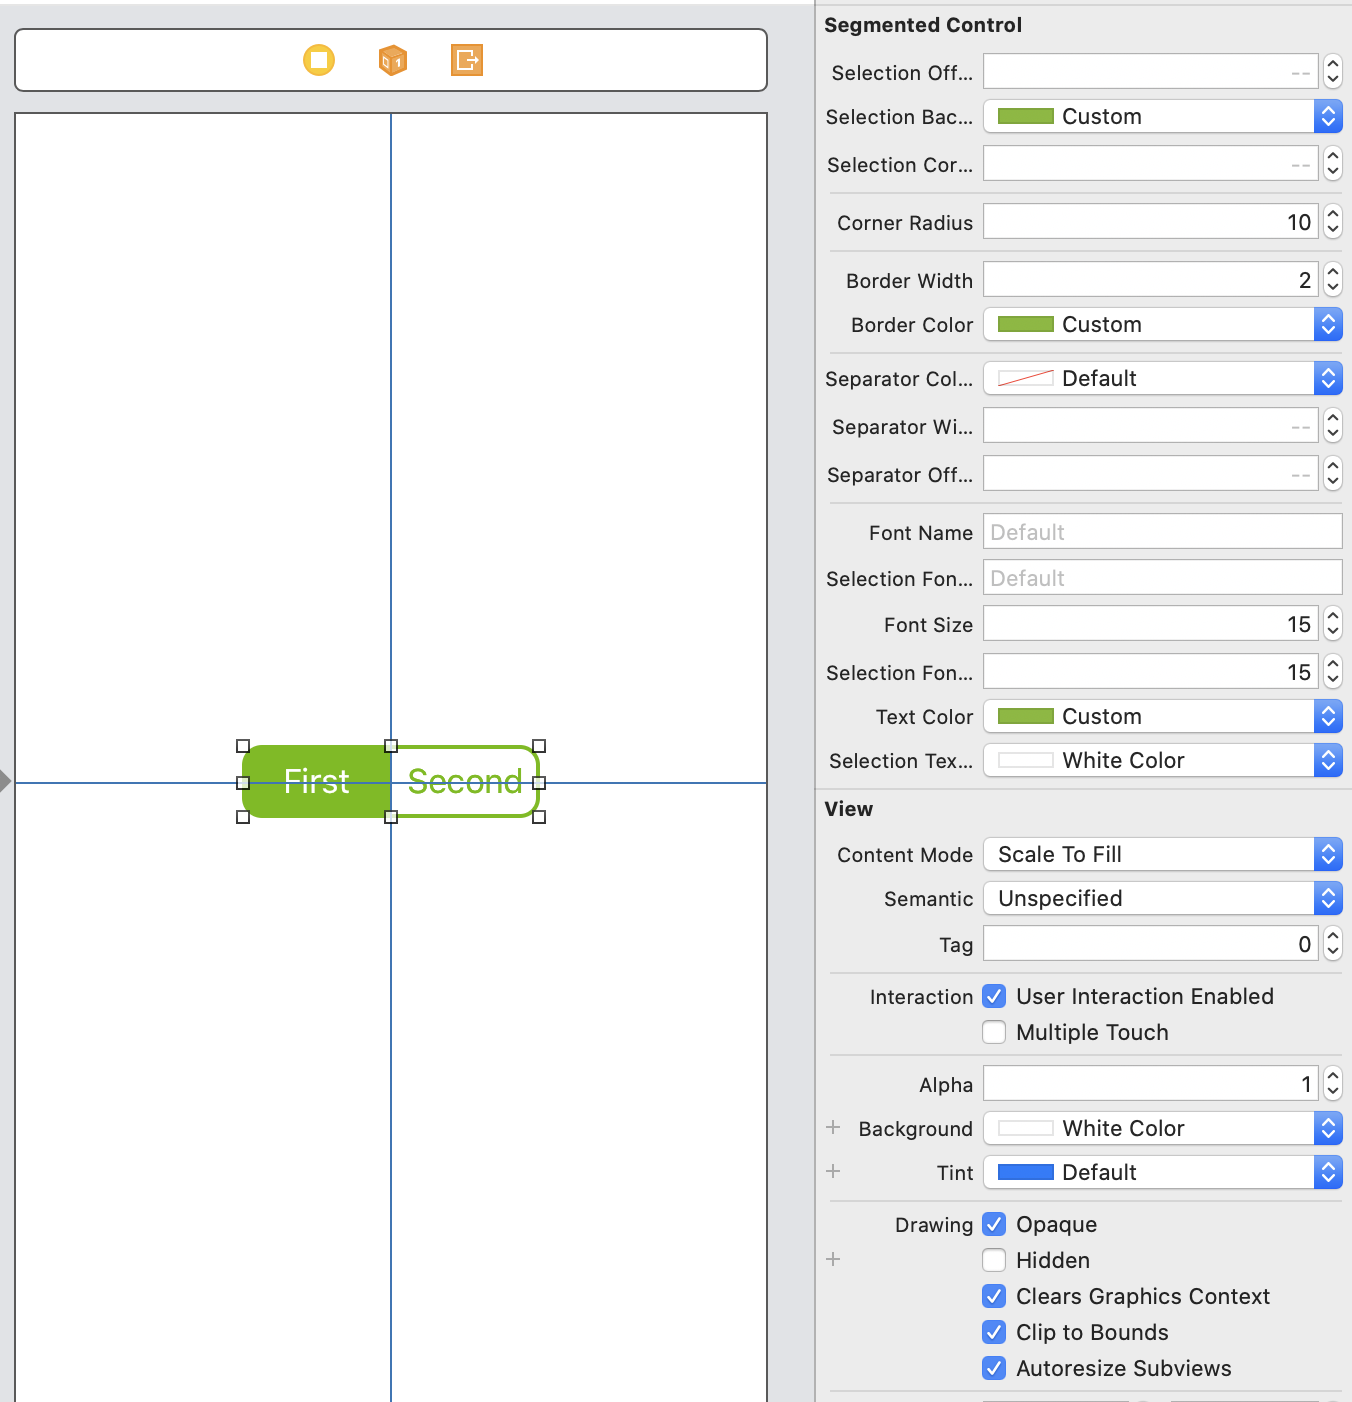 Segmented Control
Selection Off... --
Selection Bac... Custom
Selection Cor... --
Corner Radius 10
Border Width 2
Border Color Custom
Separator Col... Default
Separator Wi... --
Separator Off... --
Font Name Default
Selection Fon... Default
Font Size 15
Selection Fon... 15
Text Color Custom
Selection Tex... White Color
First Second
View
Content Mode Scale To Fill
Semantic Unspecified
Tag 0
Interaction User Interaction Enabled
Multiple Touch
Alpha 1
Background White Color
Tint Default
Drawing Opaque
Hidden
Clears Graphics Context
Clip to Bounds
Autoresize Subviews